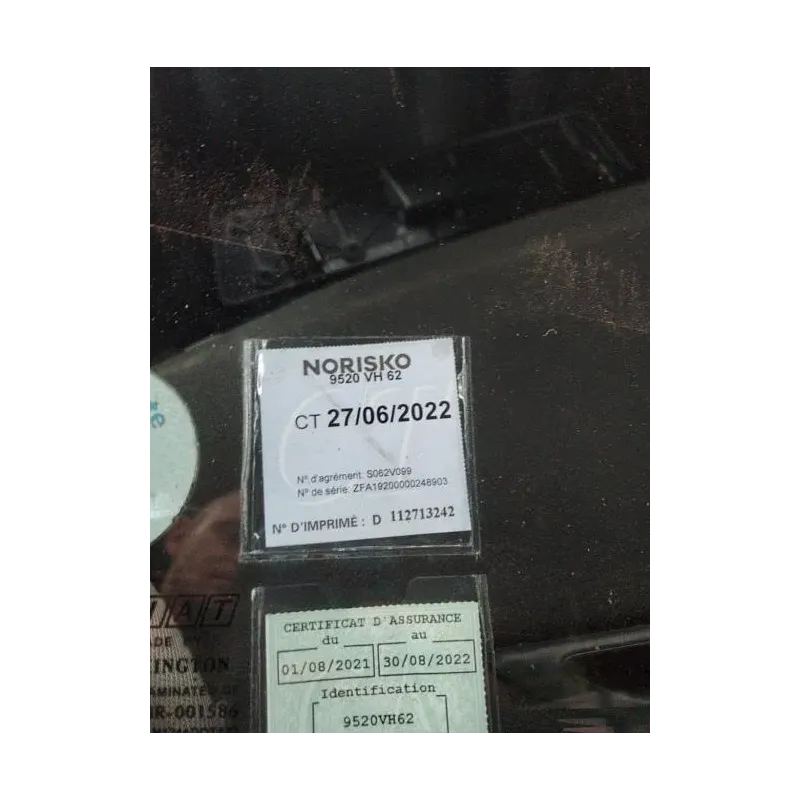 NORISKO
9520 VH 62
CT 27/06/2022
N° d'agrément: S062V099
N° de série: ZFA19200000248903
N° D'IMPRIMÉ : D 112713242
CERTIFICAT D'ASSURANCE
du au
01/08/2021 30/08/2022
Identification
9520VH62